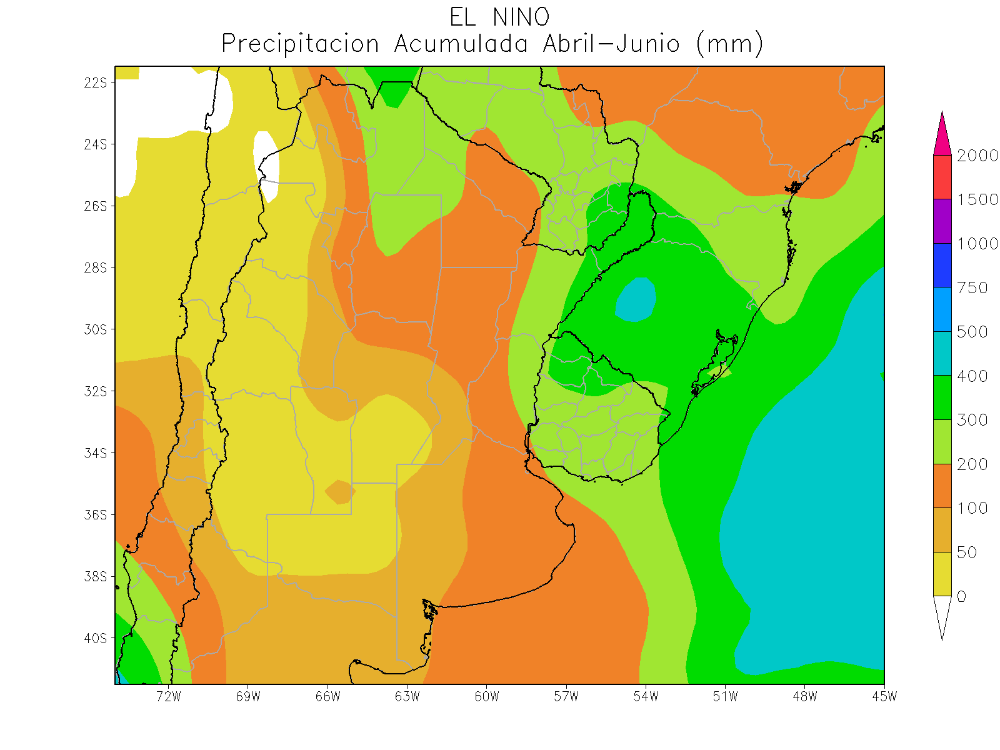 EL NINO
Precipitacion Acumulada Abril-Junio (mm)
22S
24S
26S
28S
30S
32S
34S
36S
38S
40S
72W 69W 66W 63W 60W 57W 54W 51W 48W 45W
2000
1500
1000
750
500
400
300
200
100
50
0